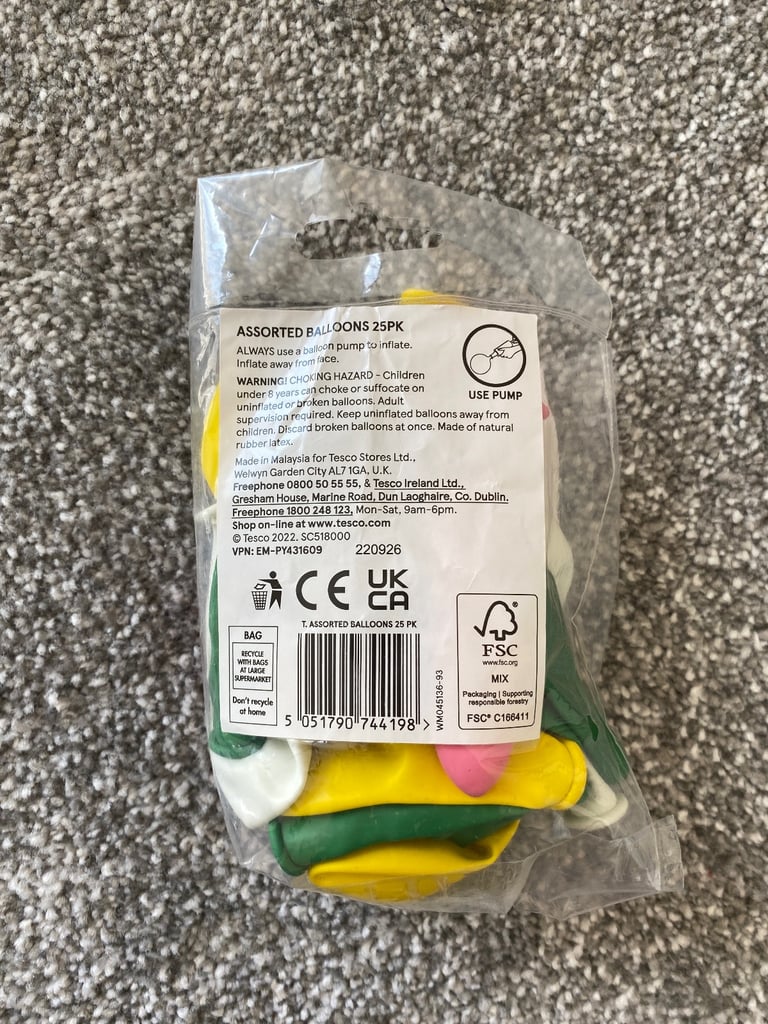 ASSORTED BALLOONS 25PK
ALWAYS use a balloon pump to inflate.
Inflate away from face.
USE PUMP
WARNING! CHOKING HAZARD - Children
under 8 years can choke or suffocate on
uninflated or broken balloons. Adult
supervision required. Keep uninflated balloons away from
children. Discard broken balloons at once. Made of natural
rubber latex.
Made in Malaysia for Tesco Stores Ltd.,
Welwyn Garden City AL7 1GA, U.K.
Freephone 0800 50 55 55, & Tesco Ireland Ltd.,
Gresham House, Marine Road, Dun Laoghaire, Co. Dublin.
Freephone 1800 248 123, Mon-Sat, 9am-6pm.
Shop on-line at www.tesco.com
© Tesco 2022. SC518000
VPN: EM-PY431609 220926
CE UK
CA
T. ASSORTED BALLOONS 25 PK
BAG
RECYCLE
WITH BAGS
AT LARGE
SUPERMARKET
Don't recycle
at home
5 051790 744198 >
WM045136-93
FSC®
www.fsc.org
MIX
Packaging | Supporting
responsible forestry
FSC® C166411